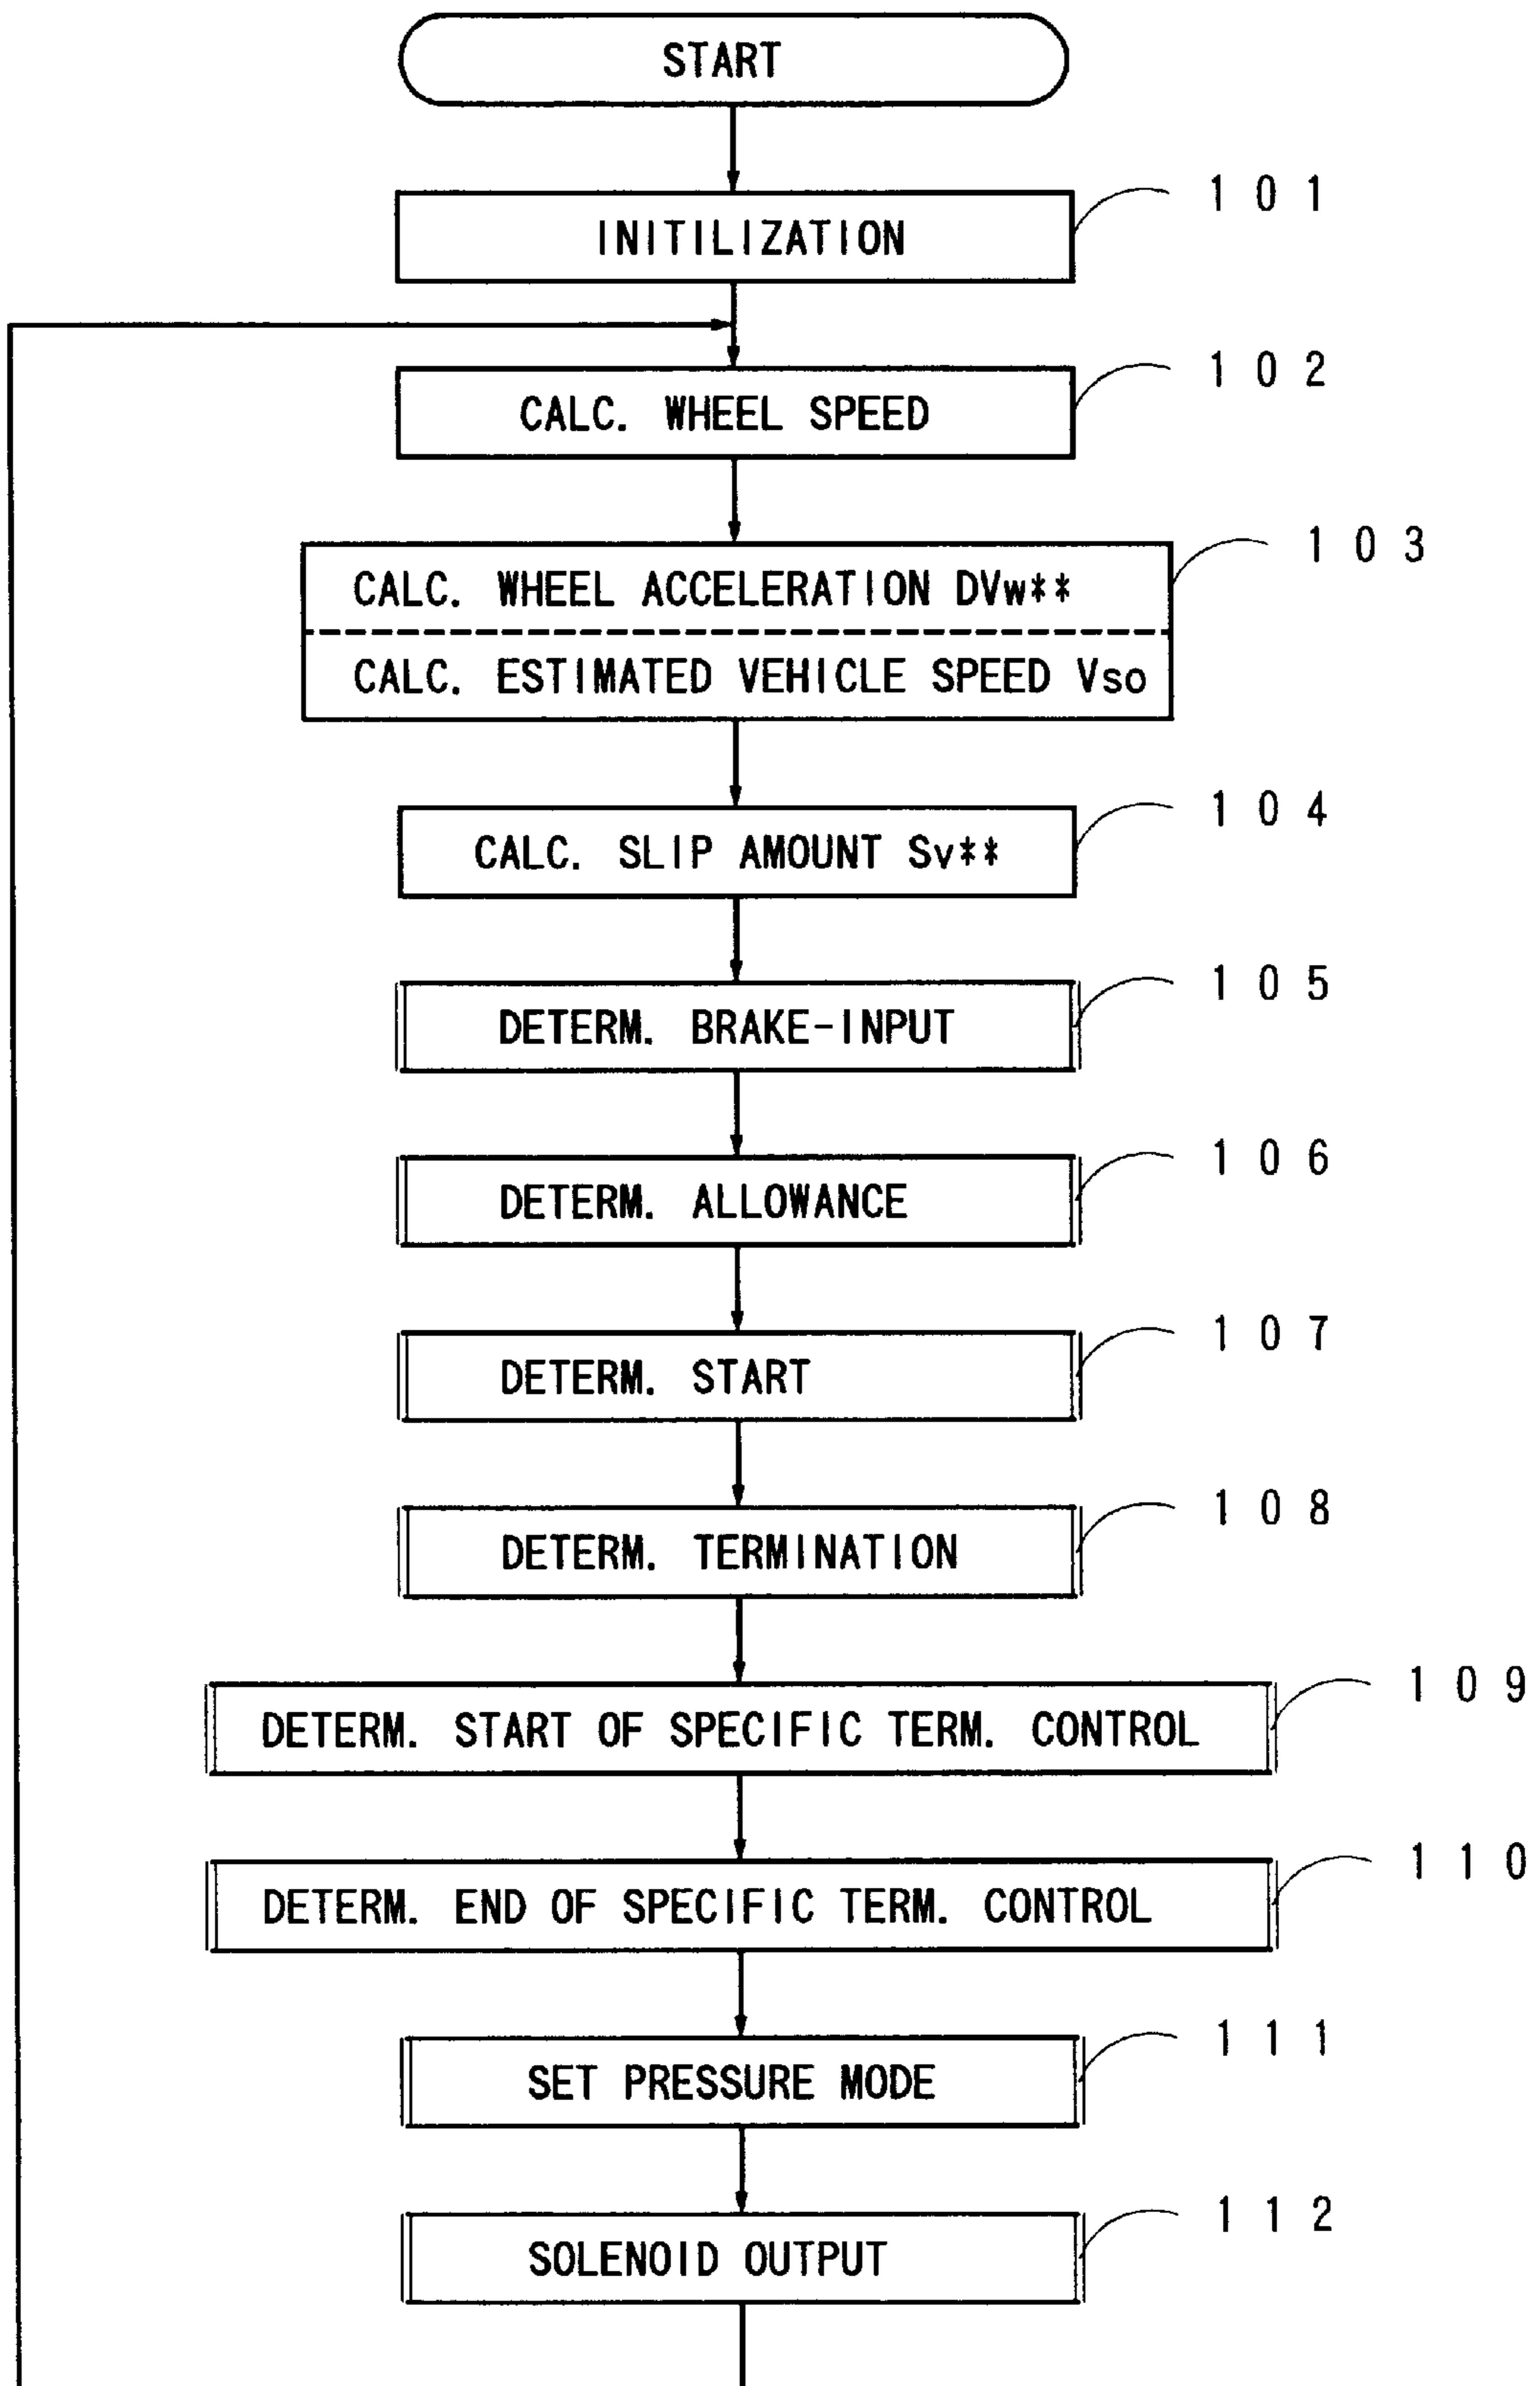 START
INITILIZATION
101
CALC. WHEEL SPEED
102
CALC. WHEEL ACCELERATION DVw**
103
CALC. ESTIMATED VEHICLE SPEED Vso
CALC. SLIP AMOUNT Sv**
104
DETERM. BRAKE-INPUT
105
DETERM. ALLOWANCE
106
DETERM. START
107
DETERM. TERMINATION
108
DETERM. START OF SPECIFIC TERM. CONTROL
109
DETERM. END OF SPECIFIC TERM. CONTROL
110
SET PRESSURE MODE
111
SOLENOID OUTPUT
112